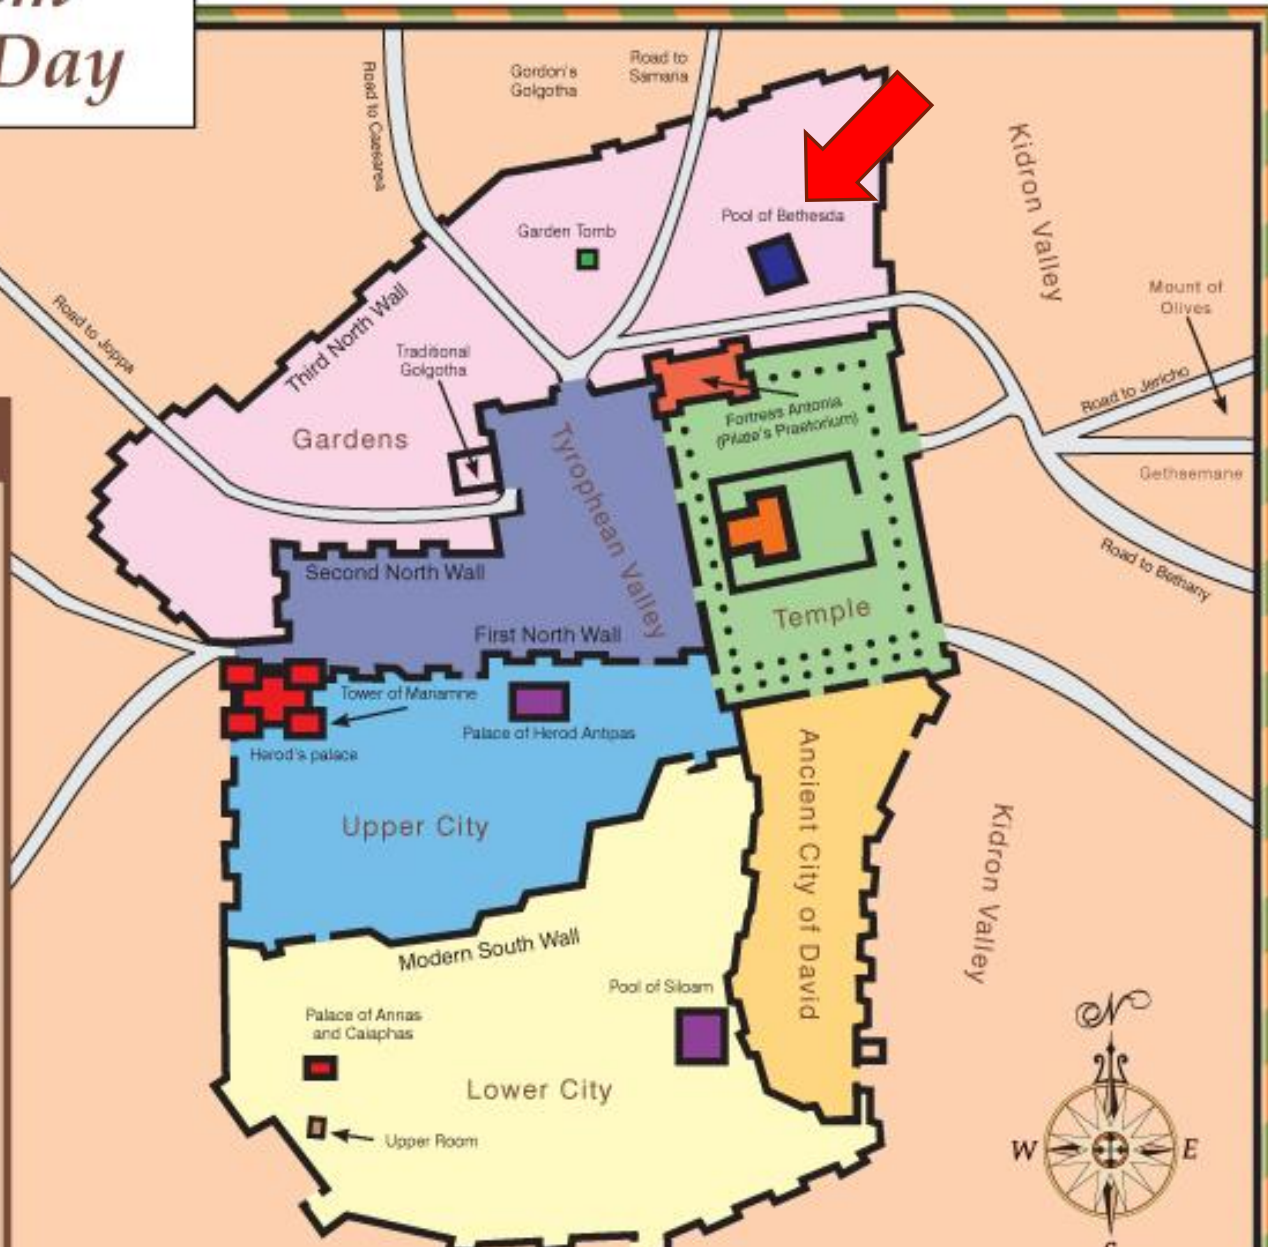 Day
Road to Caesarea
Gordon's
Golgotha
Road to
Samaria
Kidron Valley
Pool of Bethesda
Garden Tomb
Mount of
Olives
Road to Joppa
Third North Wall
Traditional
Golgotha
Road to Jericho
Fortress Antonia
(Pilate's Praetorium)
Gardens
Tyrophean Valley
Gethsemane
Road to Bethany
Second North Wall
Temple
First North Wall
Tower of Mariamne
Palace of Herod Antipas
Herod's palace
Ancient City of David
Upper City
Kidron Valley
Modern South Wall
Pool of Siloam
Palace of Annas
and Caiaphas
Lower City
Upper Room
N
W
E